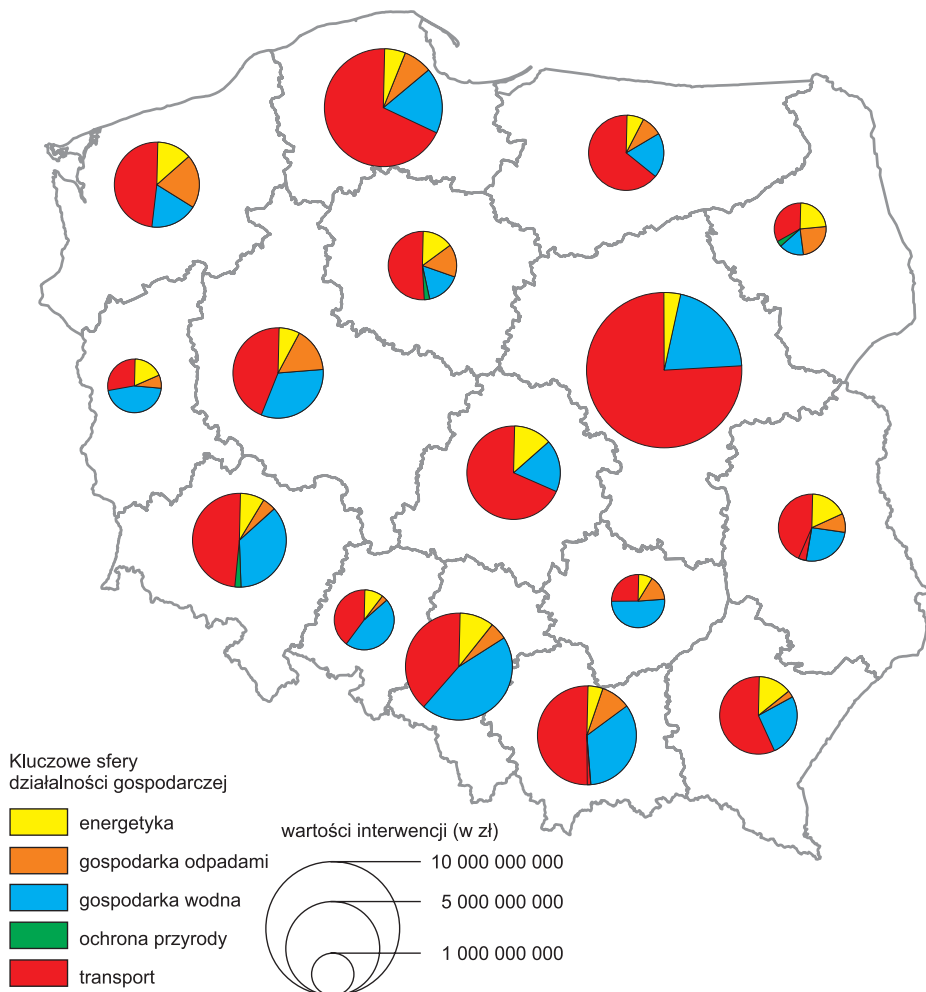 Kluczowe sfery
działalności gospodarczej
energetyka
gospodarka odpadami
gospodarka wodna
ochrona przyrody
transport
wartości interwencji (w zł)
10 000 000 000
5 000 000 000
1 000 000 000